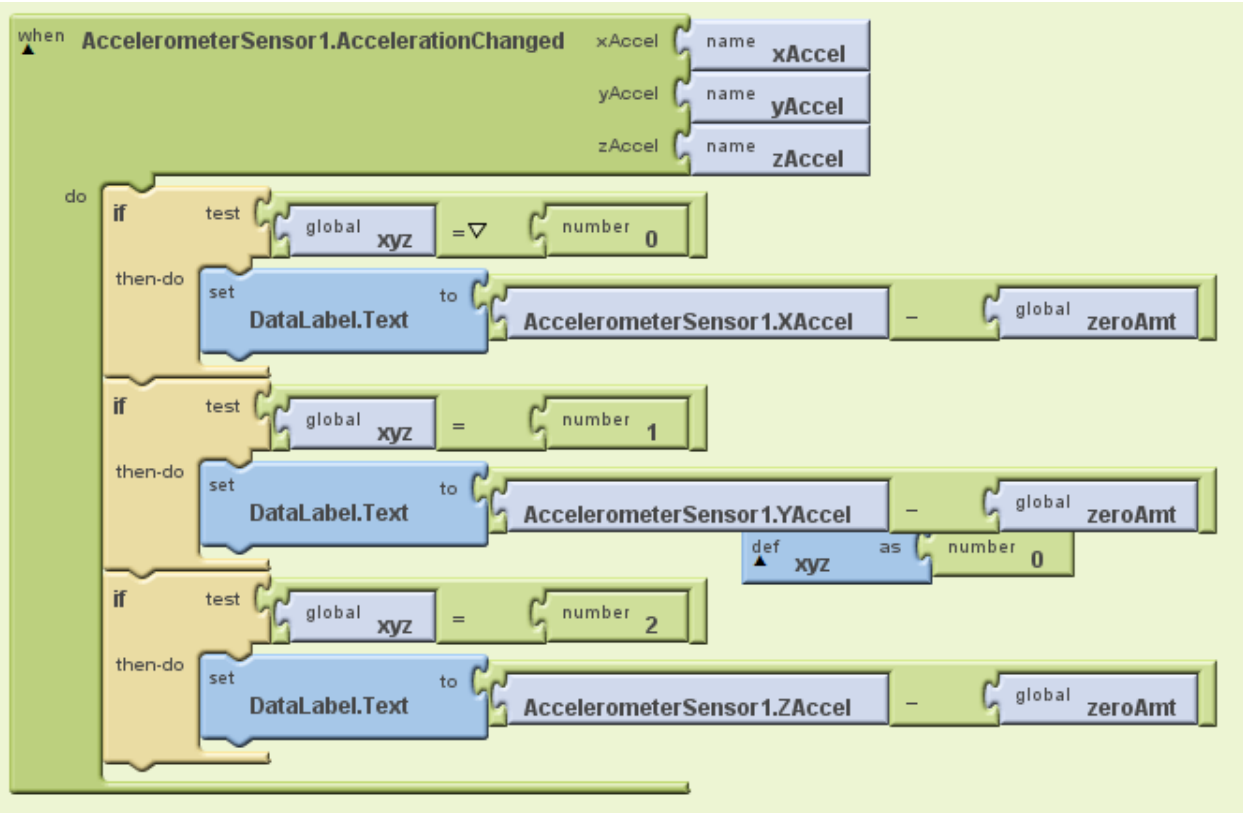 when AccelerometerSensor1.AccelerationChanged xAccel name xAccel
yAccel name yAccel
zAccel name zAccel
do
if test global xyz = number 0
then-do set DataLabel.Text to AccelerometerSensor1.XAccel - global zeroAmt
if test global xyz = number 1
then-do set DataLabel.Text to AccelerometerSensor1.YAccel - global zeroAmt
def xyz as number 0
if test global xyz = number 2
then-do set DataLabel.Text to AccelerometerSensor1.ZAccel - global zeroAmt